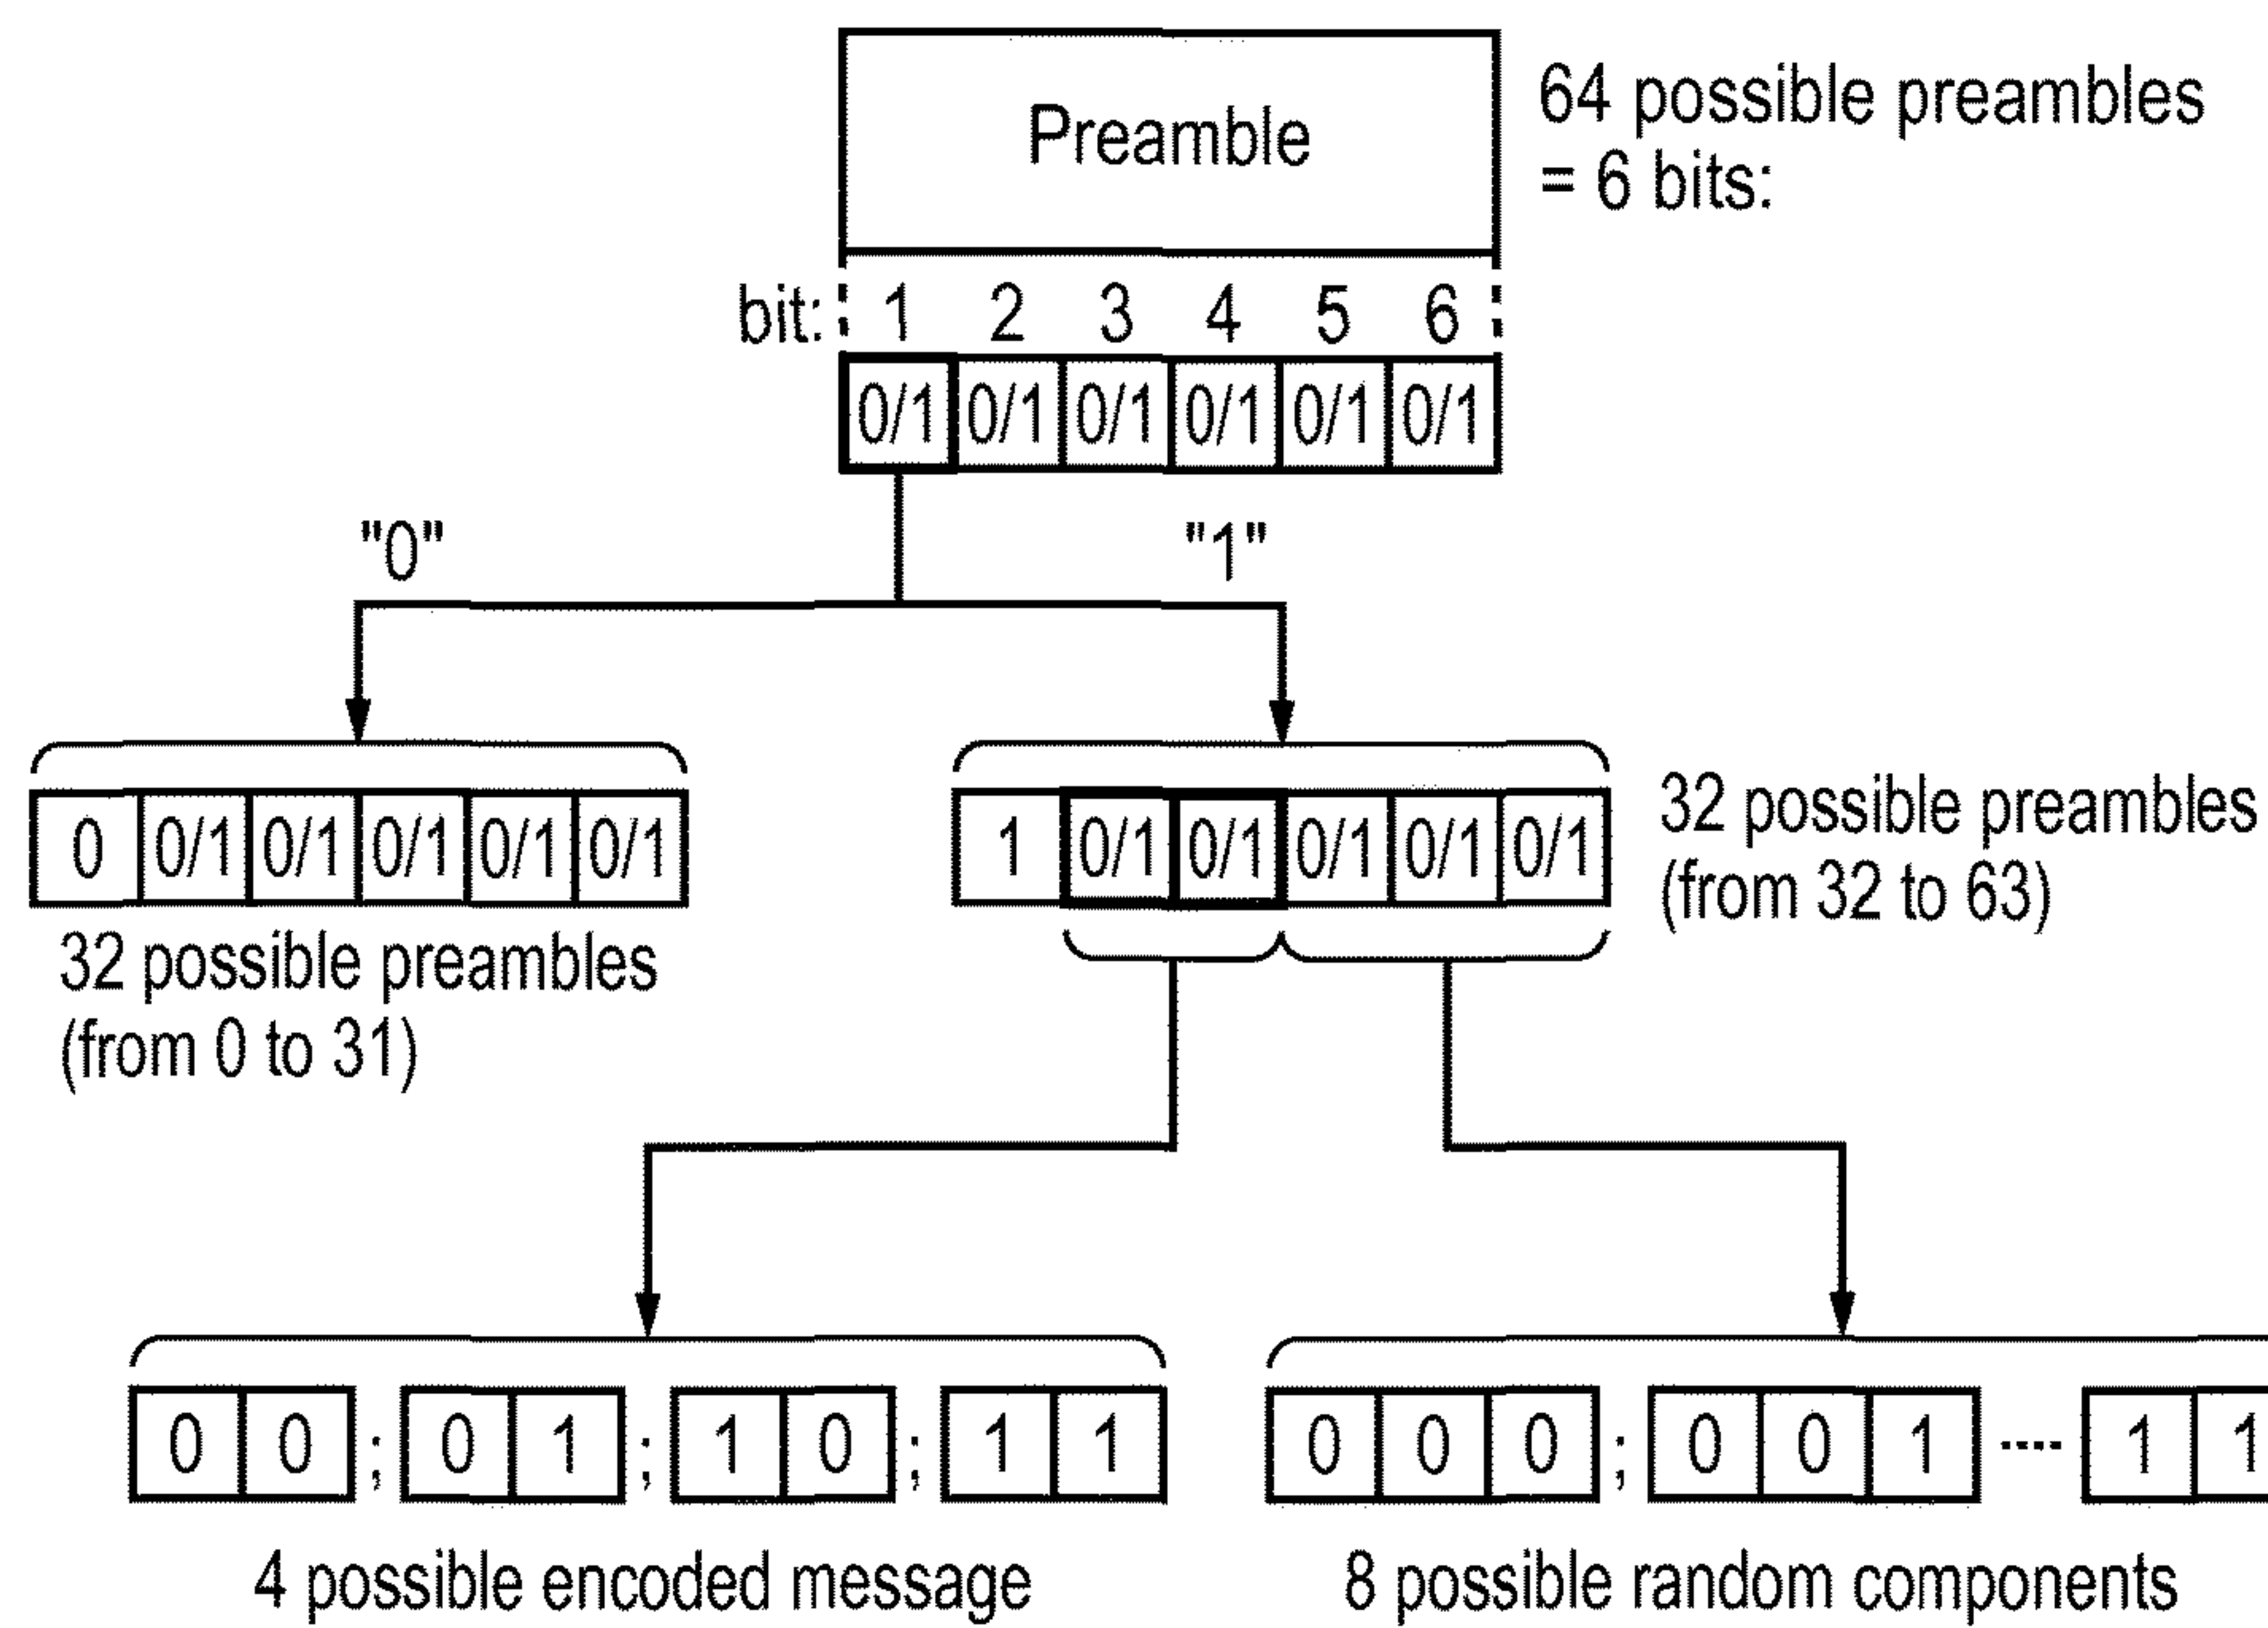 Preamble
64 possible preambles
= 6 bits:
bit: 1 2 3 4 5 6
0/1 0/1 0/1 0/1 0/1 0/1
"0" "1"
0 0/1 0/1 0/1 0/1 0/1
1 0/1 0/1 0/1 0/1 0/1
32 possible preambles
(from 32 to 63)
32 possible preambles
(from 0 to 31)
0 0 ; 0 1 ; 1 0 ; 1 1
0 0 0 ; 0 0 1 ---- 1 1
4 possible encoded message
8 possible random components